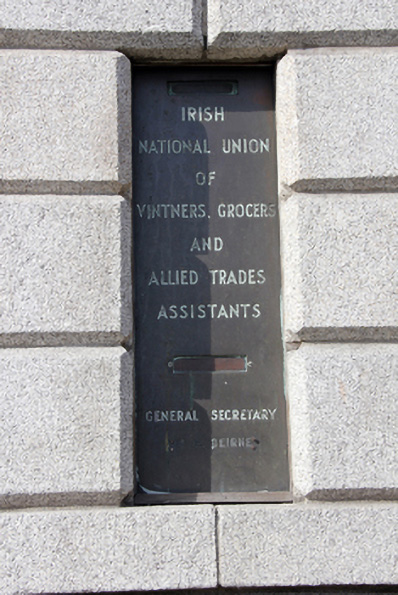 IRISH
NATIONAL UNION
OF
VINTNERS, GROCERS
AND
ALLIED TRADES
ASSISTANTS
GENERAL SECRETARY
BEIRNE